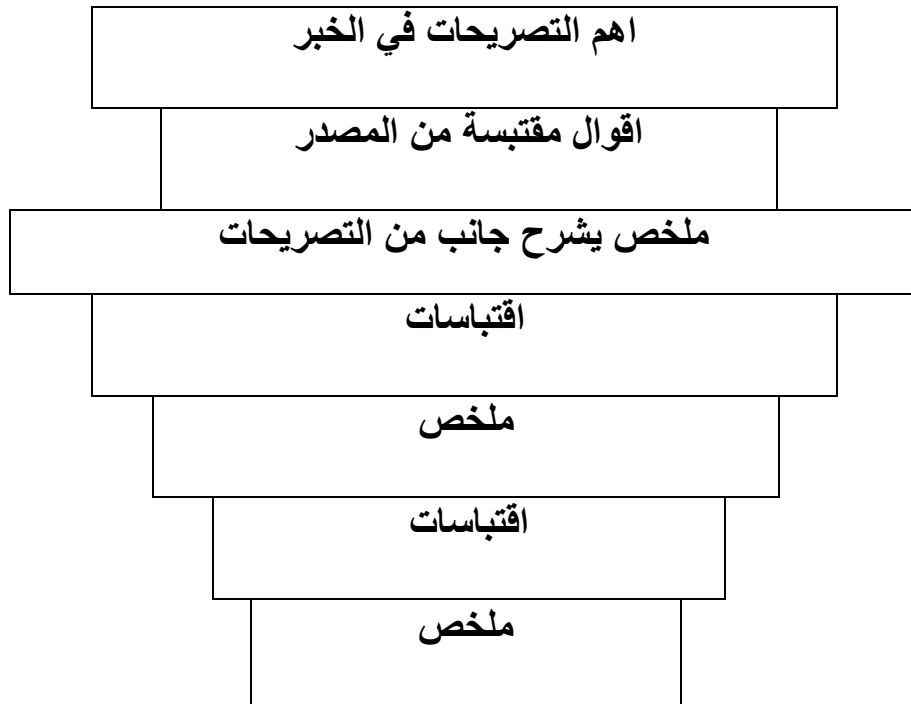 اهم التصريحات في الخبر
اقوال مقتبسة من المصدر
ملخص يشرح جانب من التصريحات
اقتباسات
ملخص
اقتباسات
ملخص